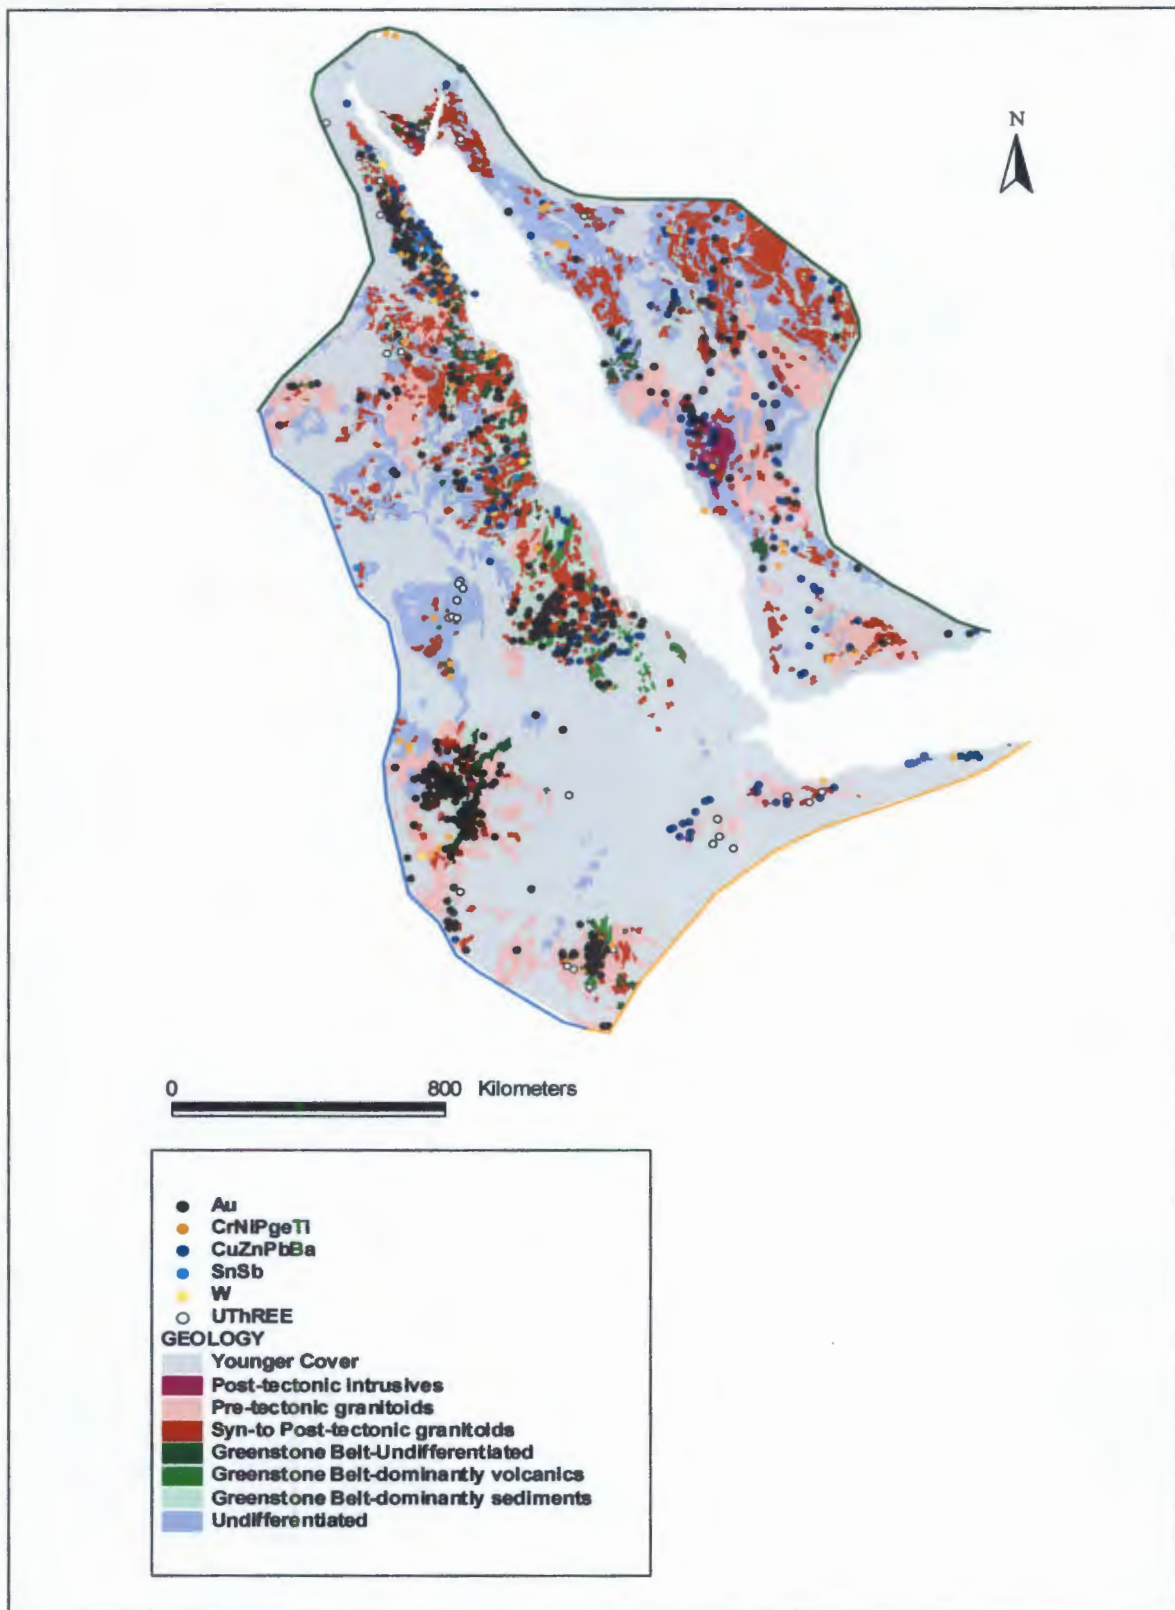 N
0 800 Kilometers
Au
CrNiPgeTi
CuZnPbBa
SnSb
W
UThREE
GEOLOGY
Younger Cover
Post-tectonic intrusives
Pre-tectonic granitoids
Syn-to Post-tectonic granitoids
Greenstone Belt-Undifferentiated
Greenstone Belt-dominantly volcanics
Greenstone Belt-dominantly sediments
Undifferentiated